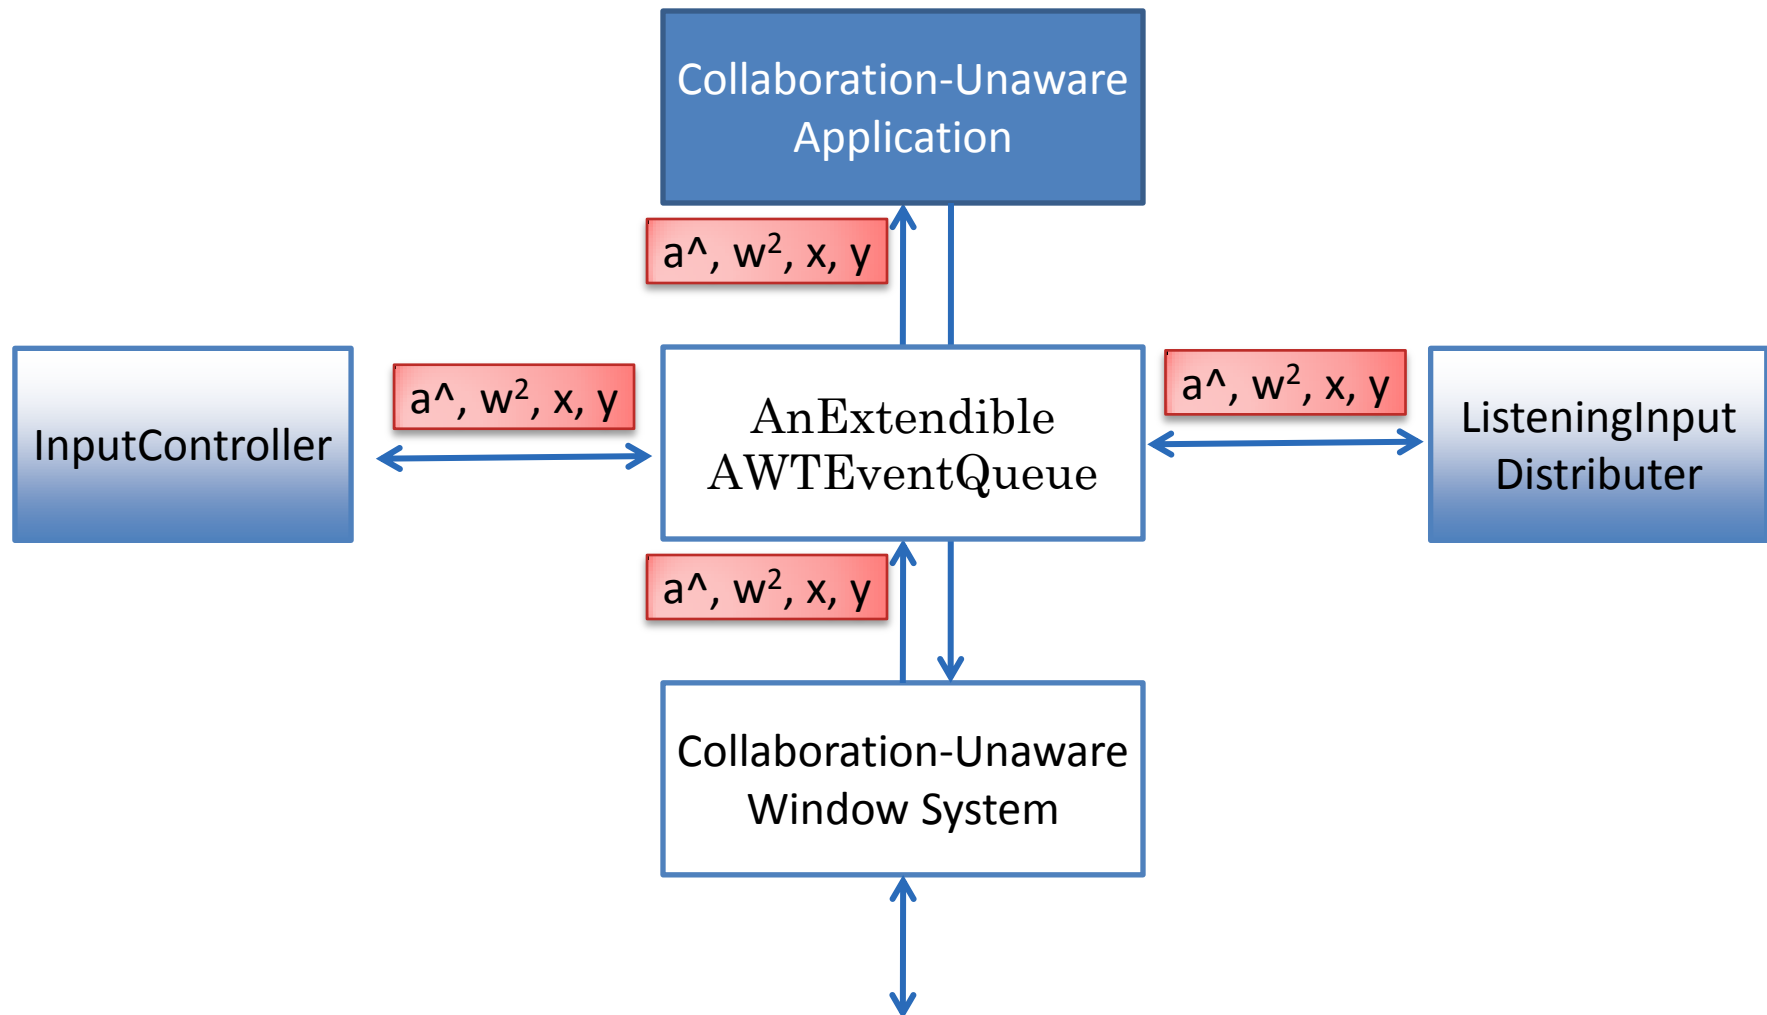 Collaboration-Unaware
Application
a^, w², x, y
InputController
a^, w², x, y
AnExtendible
AWTEventQueue
a^, w², x, y
ListeningInput
Distributer
a^, w², x, y
Collaboration-Unaware
Window System